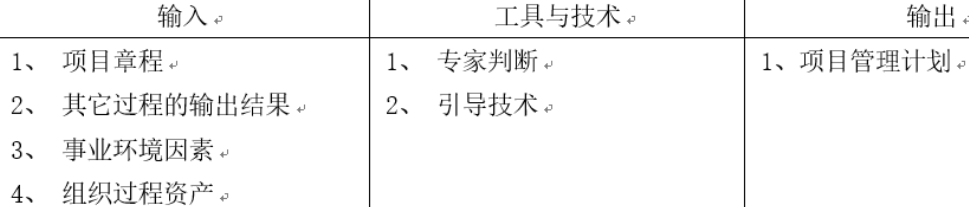 输入 工具与技术 输出
1、 项目章程 1、 专家判断 1、项目管理计划
2、 其它过程的输出结果 2、 引导技术
3、 事业环境因素
4、 组织过程资产